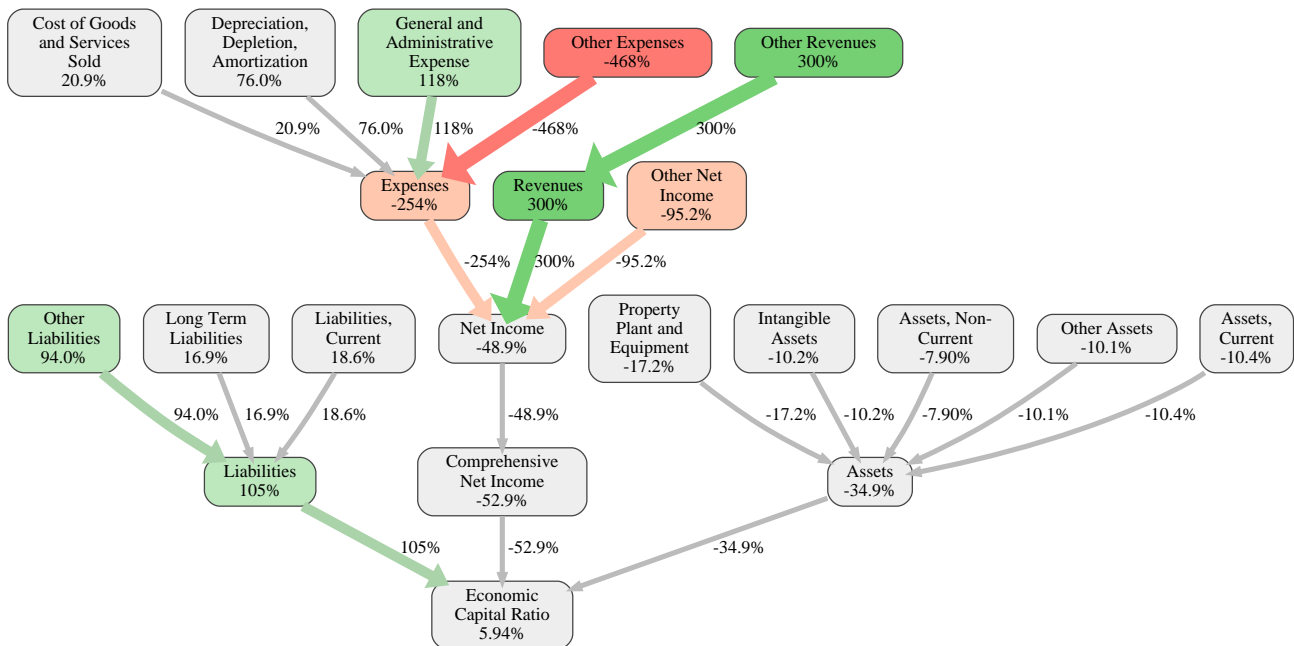 Cost of Goods
and Services
Sold
20.9%
Depreciation,
Depletion,
Amortization
76.0%
General and
Administrative
Expense
118%
Other Expenses
-468%
Other Revenues
300%
20.9%
76.0%
118%
-468%
300%
Expenses
-254%
Revenues
300%
Other Net
Income
-95.2%
-254%
300%
-95.2%
Other
Liabilities
94.0%
Long Term
Liabilities
16.9%
Liabilities,
Current
18.6%
Net Income
-48.9%
Property
Plant and
Equipment
-17.2%
Intangible
Assets
-10.2%
Assets, Non-
Current
-7.90%
Other Assets
-10.1%
Assets,
Current
-10.4%
94.0%
16.9%
18.6%
-48.9%
-17.2%
-10.2%
-7.90%
-10.1%
-10.4%
Liabilities
105%
Comprehensive
Net Income
-52.9%
Assets
-34.9%
105%
-52.9%
-34.9%
Economic
Capital Ratio
5.94%